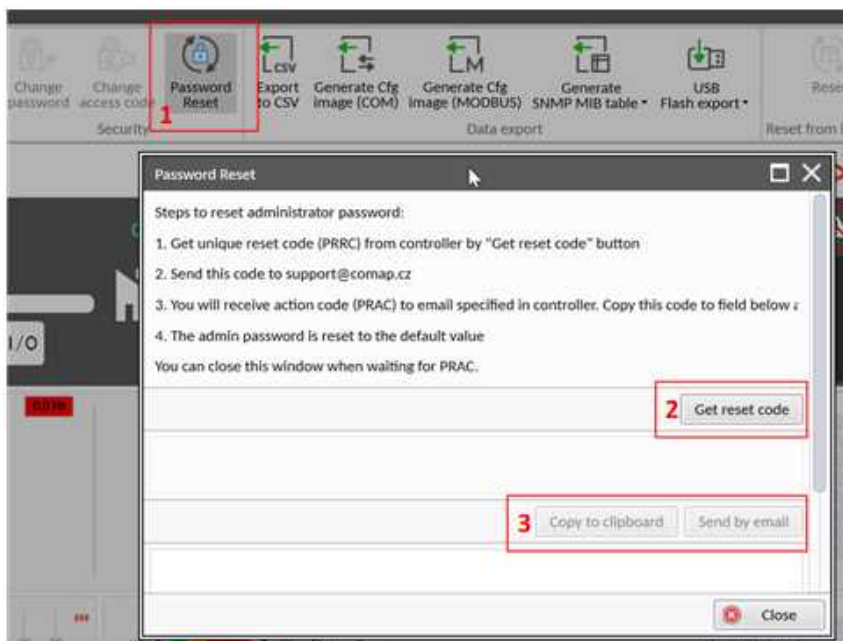 Change password
Change access code
Password Reset
Export to CSV
Generate Cfg image (COM)
Generate Cfg image (MODBUS)
Generate SNMP MIB table
USB Flash export
1
Security
Data export
Reset from
Password Reset
Steps to reset administrator password:
1. Get unique reset code (PRRC) from controller by "Get reset code" button
2. Send this code to support@comap.cz
3. You will receive action code (PRAC) to email specified in controller. Copy this code to field below
4. The admin password is reset to the default value
You can close this window when waiting for PRAC.
I/O
2 Get reset code
3 Copy to clipboard Send by email
Close